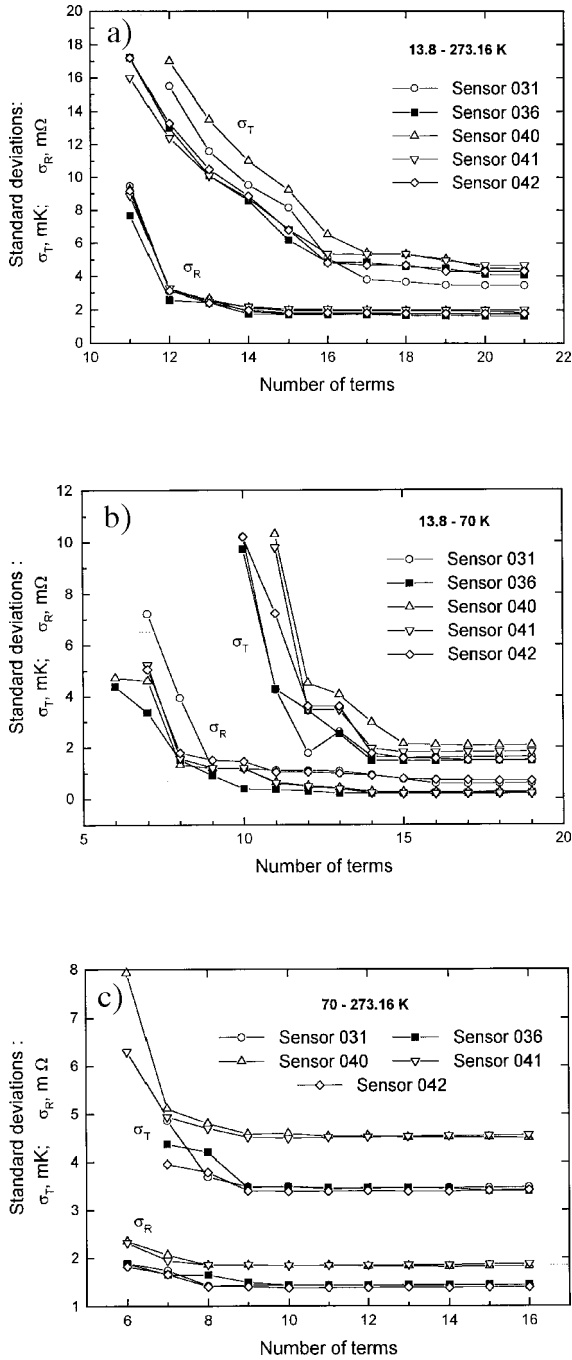 a)
13.8 - 273.16 K
Sensor 031
Sensor 036
Sensor 040
Sensor 041
Sensor 042
σT
σR
Standard deviations:
σT, mK; σR, mΩ
20
18
16
14
12
10
8
6
4
2
0
10 12 14 16 18 20 22
Number of terms
b)
13.8 - 70 K
Sensor 031
Sensor 036
Sensor 040
Sensor 041
Sensor 042
σT
σR
Standard deviations :
σT, mK; σR, mΩ
12
10
8
6
4
2
0
5 10 15 20
Number of terms
c)
70 - 273.16 K
Sensor 031 Sensor 036
Sensor 040 Sensor 041
Sensor 042
σT
σR
Standard deviations :
σT, mK; σR, m Ω
8
7
6
5
4
3
2
1
6 8 10 12 14 16
Number of terms